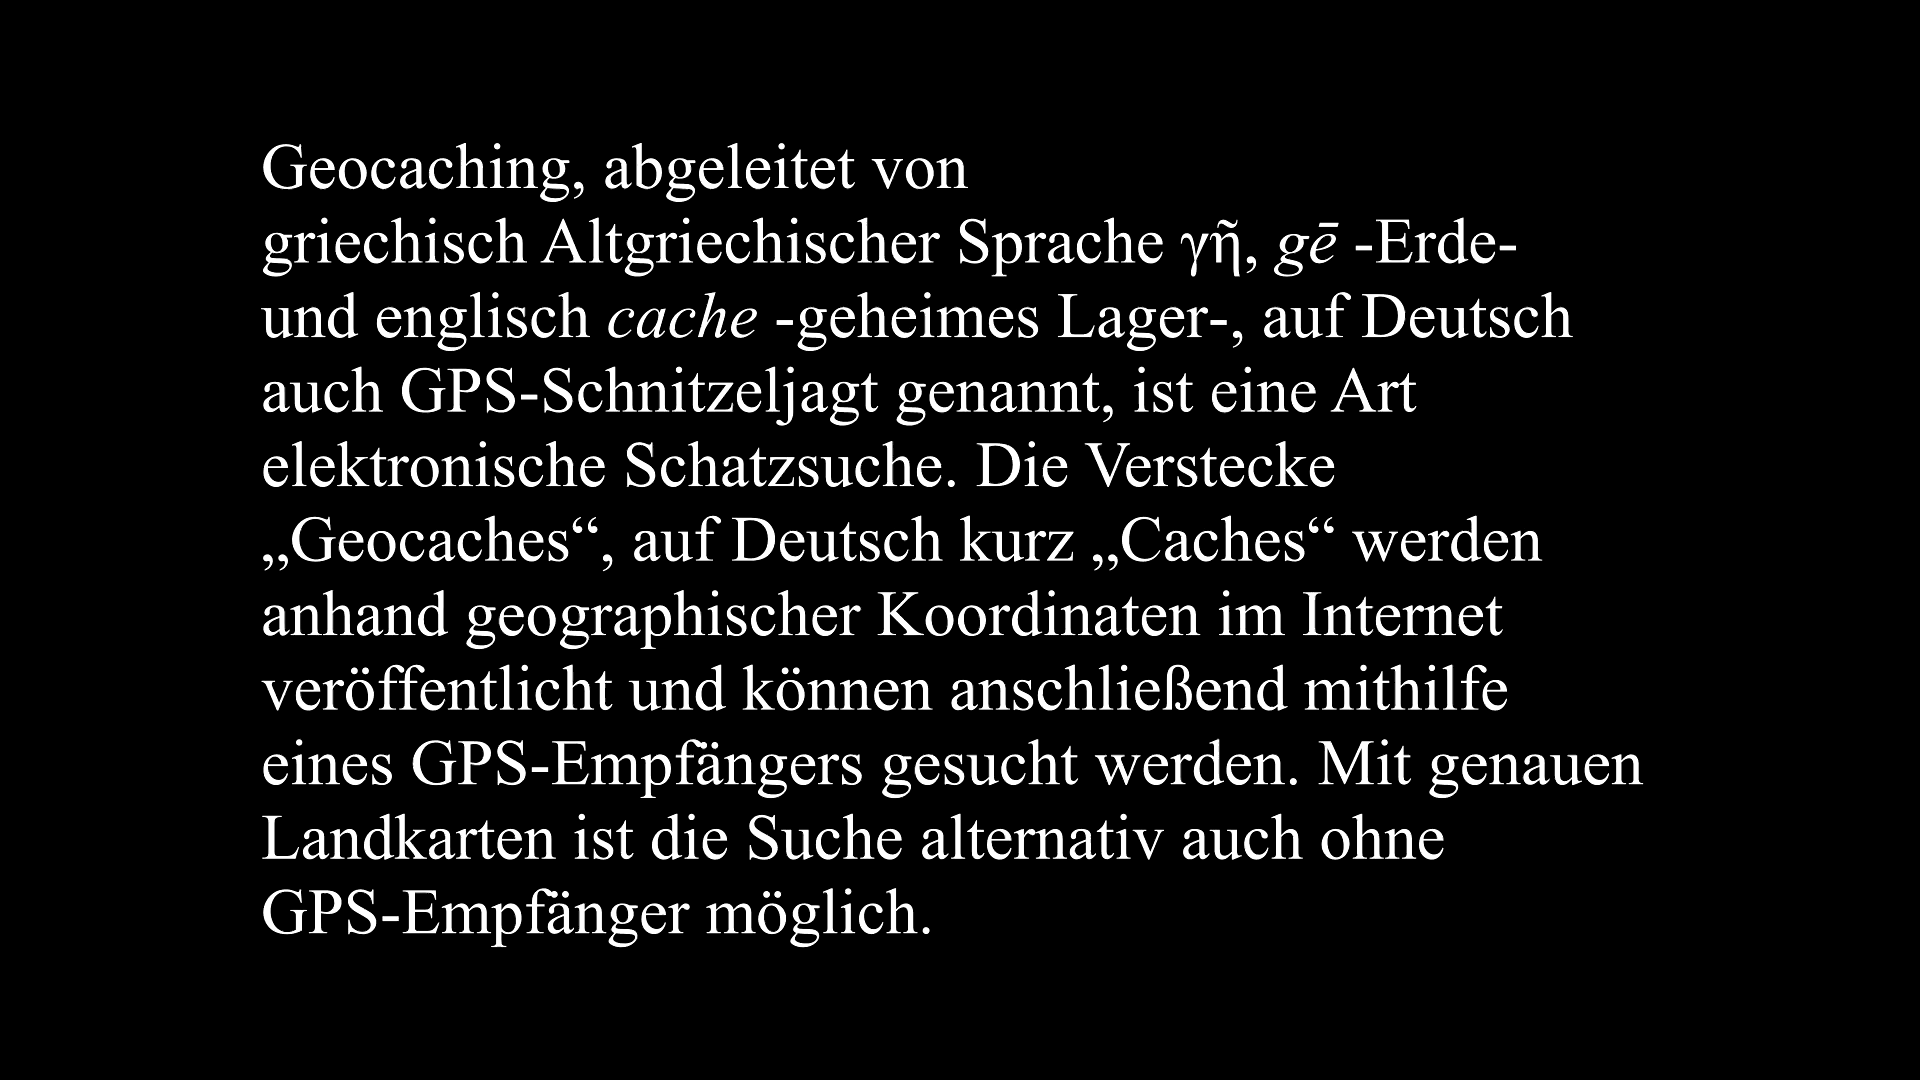 Geocaching, abgeleitet von
griechisch Altgriechischer Sprache γῆ, gē -Erde-
und englisch cache -geheimes Lager-, auf Deutsch
auch GPS-Schnitzeljagt genannt, ist eine Art
elektronische Schatzsuche. Die Verstecke
„Geocaches“, auf Deutsch kurz „Caches“ werden
anhand geographischer Koordinaten im Internet
veröffentlicht und können anschließend mithilfe
eines GPS-Empfängers gesucht werden. Mit genauen
Landkarten ist die Suche alternativ auch ohne
GPS-Empfänger möglich.